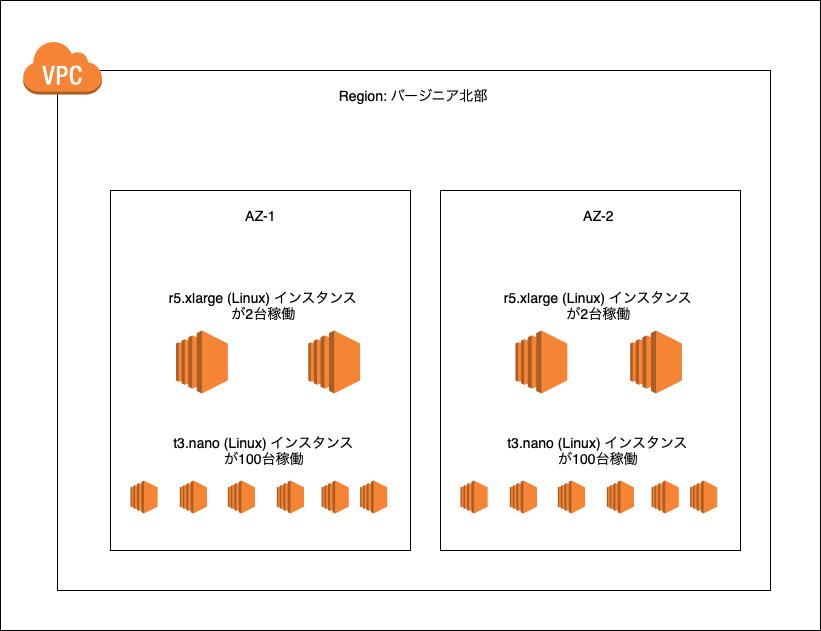 VPC
Region: バージニア北部
AZ-1
r5.xlarge (Linux) インスタンス
が2台稼働
t3.nano (Linux) インスタンス
が100台稼働
AZ-2
r5.xlarge (Linux) インスタンス
が2台稼働
t3.nano (Linux) インスタンス
が100台稼働